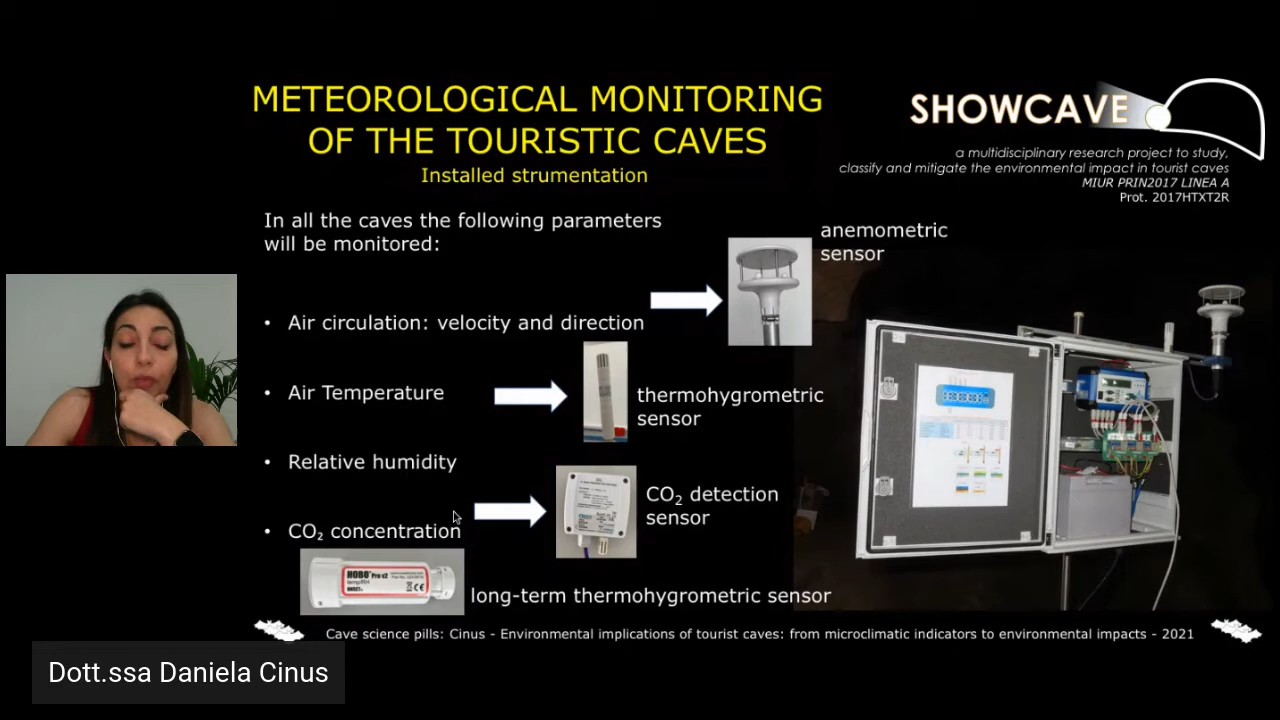 METEOROLOGICAL MONITORING
OF THE TOURISTIC CAVES
Installed strumentation
SHOWCAVE
a multidisciplinary research project to study,
classify and mitigate the environmental impact in tourist caves
MIUR PRIN2017 LINEA A
Prot. 2017HTXT2R
In all the caves the following parameters
will be monitored:
anemometric
sensor
• Air circulation: velocity and direction
• Air Temperature
thermohygrometric
sensor
• Relative humidity
CO₂ detection
sensor
• CO₂ concentration
HOBO Pro v2
temp/RH
ONSET
CE
long-term thermohygrometric sensor
Cave science pills: Cinus - Environmental implications of tourist caves: from microclimatic indicators to environmental impacts - 2021
Dott.ssa Daniela Cinus